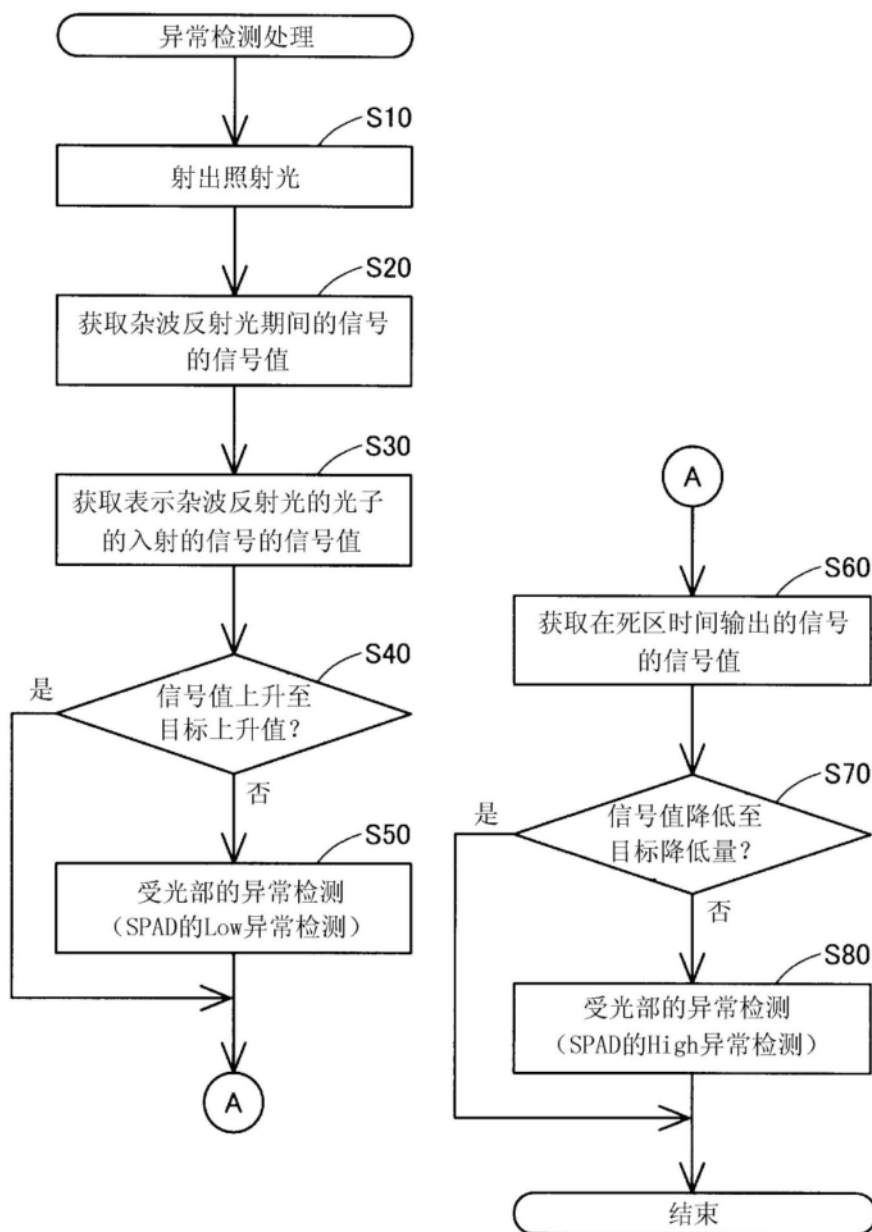 异常检测处理
S10
射出照射光
S20
获取杂波反射光期间的信号
的信号值
S30
获取表示杂波反射光的光子
的入射的信号的信号值
S40
信号值上升至
目标上升值？
是
否
S50
受光部的异常检测
（SPAD的Low异常检测）
A
A
S60
获取在死区时间输出的信号
的信号值
S70
信号值降低至
目标降低量？
是
否
S80
受光部的异常检测
（SPAD的High异常检测）
结束